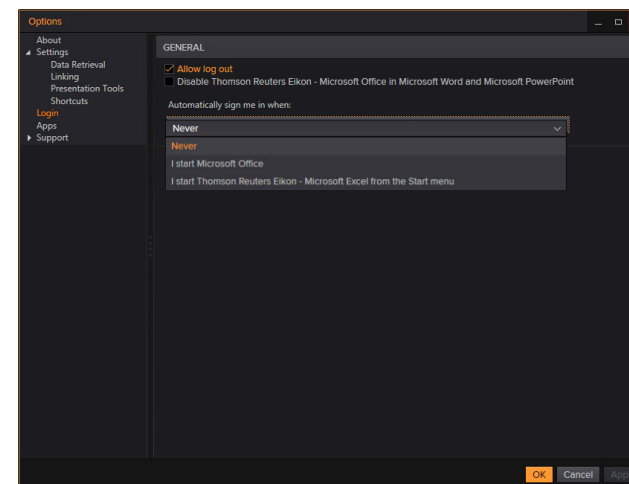 Options
About
Settings
Data Retrieval
Linking
Presentation Tools
Shortcuts
Login
Apps
Support
GENERAL
Allow log out
Disable Thomson Reuters Eikon - Microsoft Office in Microsoft Word and Microsoft PowerPoint
Automatically sign me in when:
Never
Never
I start Microsoft Office
I start Thomson Reuters Eikon - Microsoft Excel from the Start menu
OK Cancel App